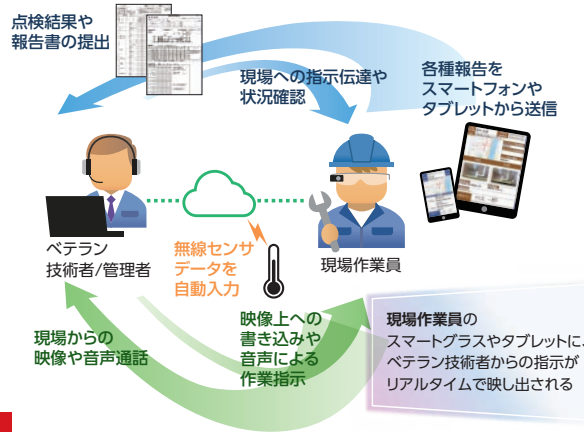 点検結果や
報告書の提出
現場への指示伝達や
状況確認
各種報告を
スマートフォンや
タブレットから送信
ベテラン
技術者/管理者
無線センサ
データを
自動入力
現場作業員
現場からの
映像や音声通話
映像上への
書き込みや
音声による
作業指示
現場作業員の
スマートグラスやタブレットに、
ベテラン技術者からの指示が
リアルタイムで映し出される